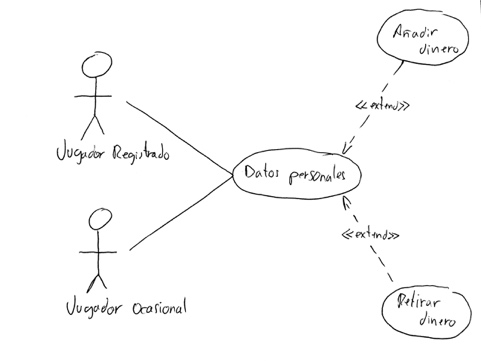 Añadir
dinero
<<extend>>
Jugador Registrado
Datos personales
<<extend>>
Jugador Ocasional
Retirar
dinero